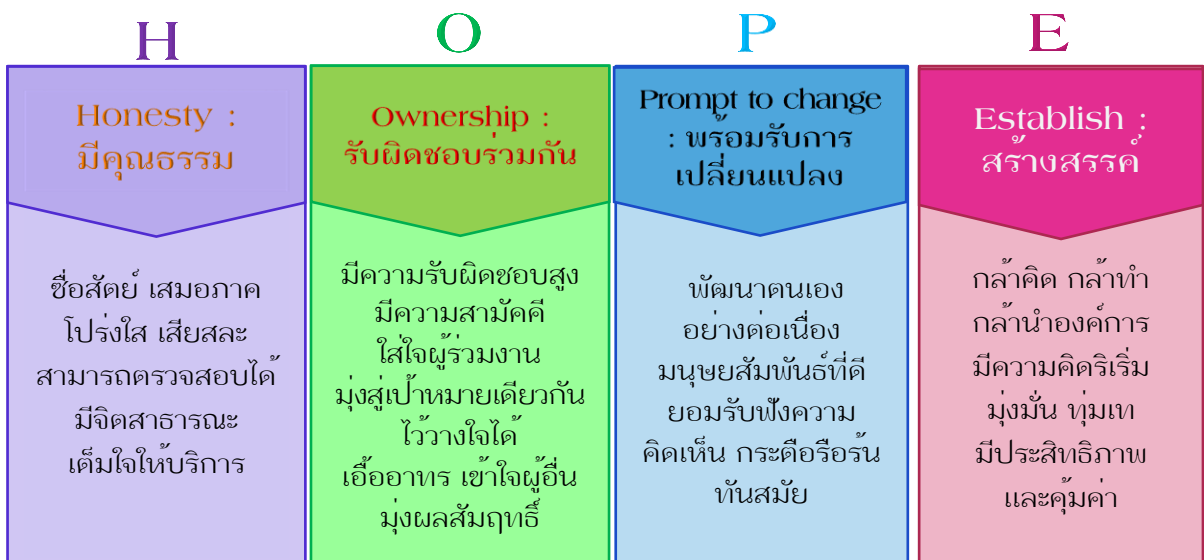 H
O
P
E
Honesty :
มีคุณธรรม
Ownership :
รับผิดชอบร่วมกัน
Prompt to change
: พร้อมรับการ
เปลี่ยนแปลง
Establish :
สร้างสรรค์
ซื่อสัตย์ เสมอภาค
โปร่งใส เสียสละ
สามารถตรวจสอบได้
มีจิตสาธารณะ
เต็มใจให้บริการ
มีความรับผิดชอบสูง
มีความสามัคคี
ใส่ใจผู้ร่วมงาน
มุ่งสู่เป้าหมายเดียวกัน
ไว้วางใจได้
เอื้ออาทร เข้าใจผู้อื่น
มุ่งผลสัมฤทธิ์
พัฒนาตนเอง
อย่างต่อเนื่อง
มนุษยสัมพันธ์ที่ดี
ยอมรับฟังความ
คิดเห็น กระตือรือร้น
ทันสมัย
กล้าคิด กล้าทำ
กล้านำองค์การ
มีความคิดริเริ่ม
มุ่งมั่น ทุ่มเท
มีประสิทธิภาพ
และคุ้มค่า